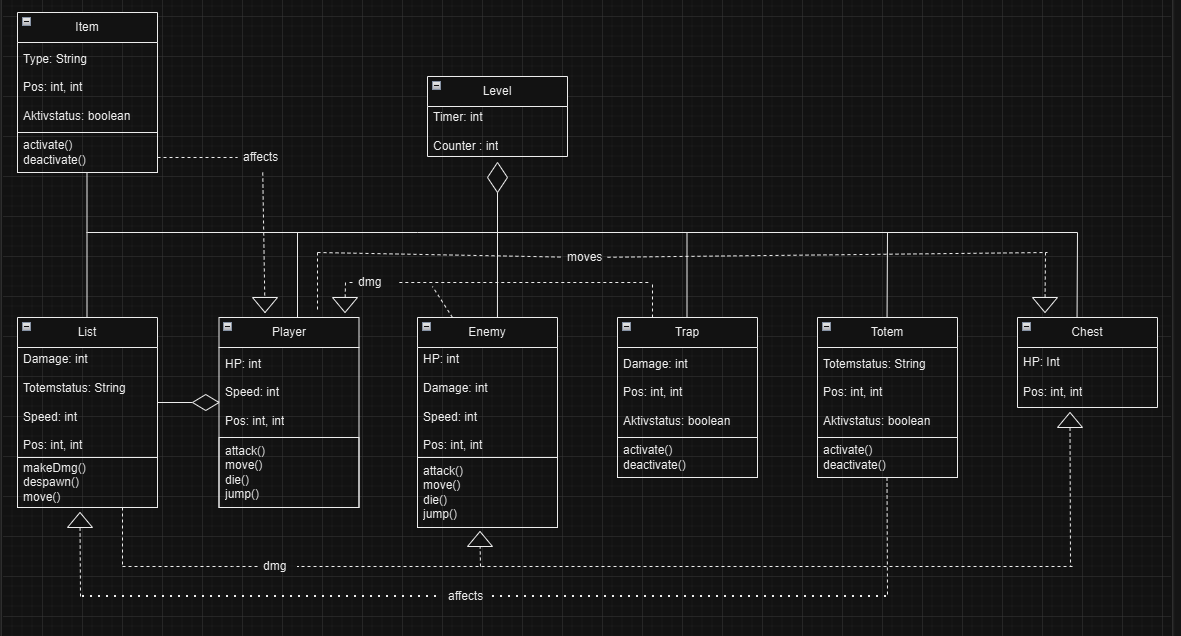 Item
Type: String
Pos: int, int
Aktivstatus: boolean
activate()
deactivate()
affects
Level
Timer: int
Counter : int
moves
dmg
List
Damage: int
Totemstatus: String
Speed: int
Pos: int, int
makeDmg()
despawn()
move()
Player
HP: int
Speed: int
Pos: int, int
attack()
move()
die()
jump()
Enemy
HP: int
Damage: int
Speed: int
Pos: int, int
attack()
move()
die()
jump()
Trap
Damage: int
Pos: int, int
Aktivstatus: boolean
activate()
deactivate()
Totem
Totemstatus: String
Pos: int, int
Aktivstatus: boolean
activate()
deactivate()
Chest
HP: Int
Pos: int, int
dmg
affects